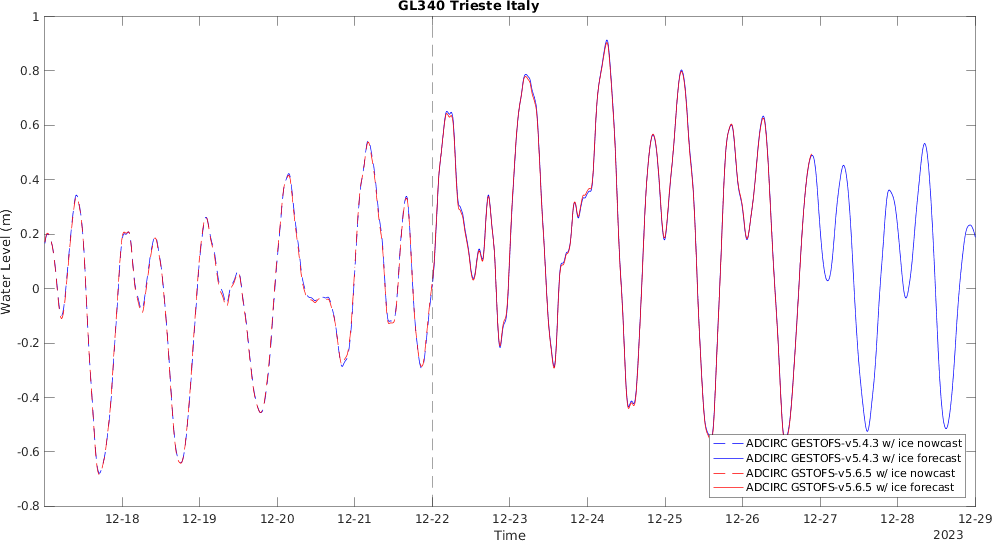 GL340 Trieste Italy
1
0.8
0.6
0.4
0.2
0
-0.2
-0.4
-0.6
-0.8
Water Level (m)
ADCIRC GESTOFS-v5.4.3 w/ ice nowcast
ADCIRC GESTOFS-v5.4.3 w/ ice forecast
ADCIRC GSTOFS-v5.6.5 w/ ice nowcast
ADCIRC GSTOFS-v5.6.5 w/ ice forecast
12-18 12-19 12-20 12-21 12-22 12-23 12-24 12-25 12-26 12-27 12-28 12-29
Time
2023